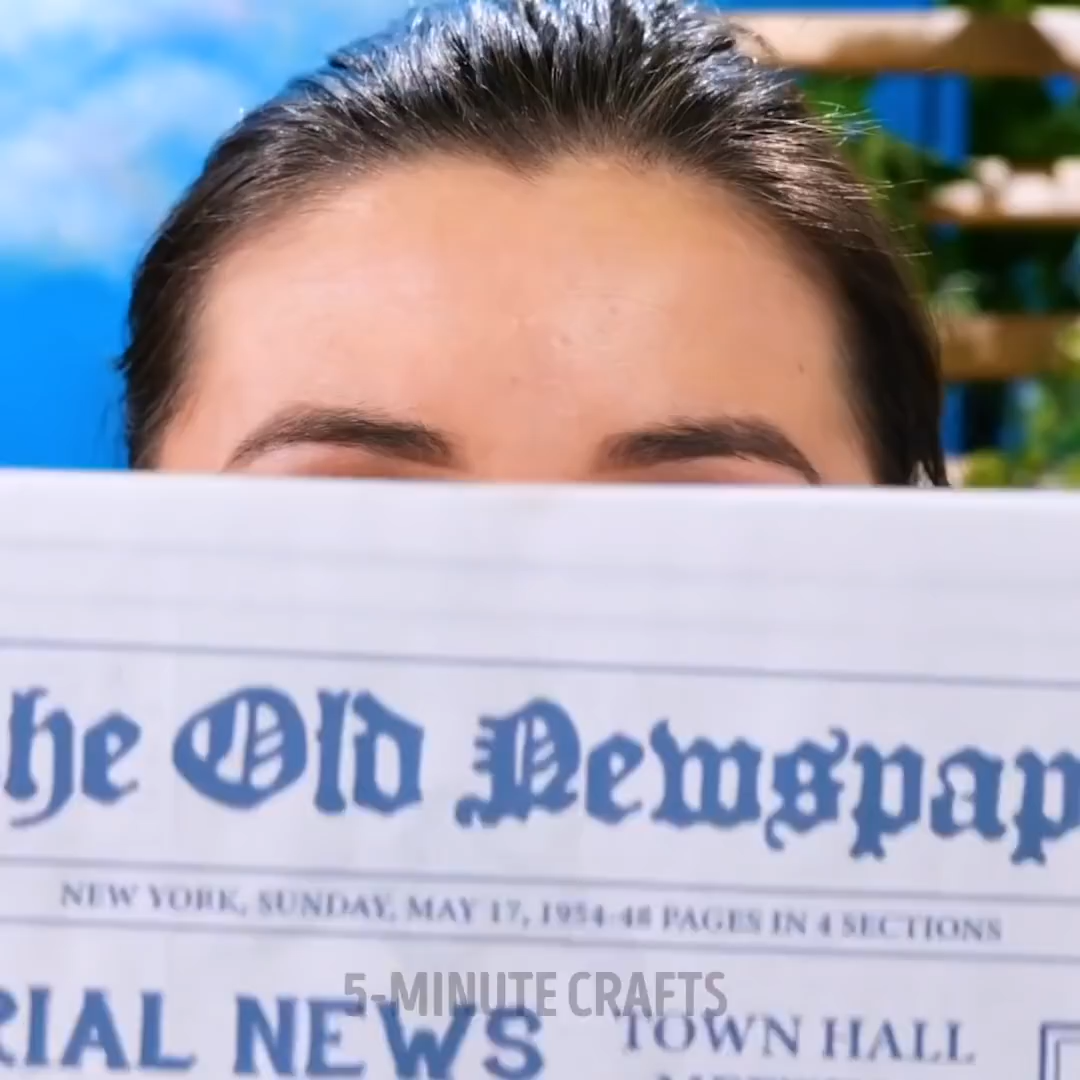 he Old Newspap
NEW YORK, SUNDAY, MAY 17, 1954-48 PAGES IN 4 SECTIONS
RIAL NEWS
TOWN HALL
5-MINUTE CRAFTS